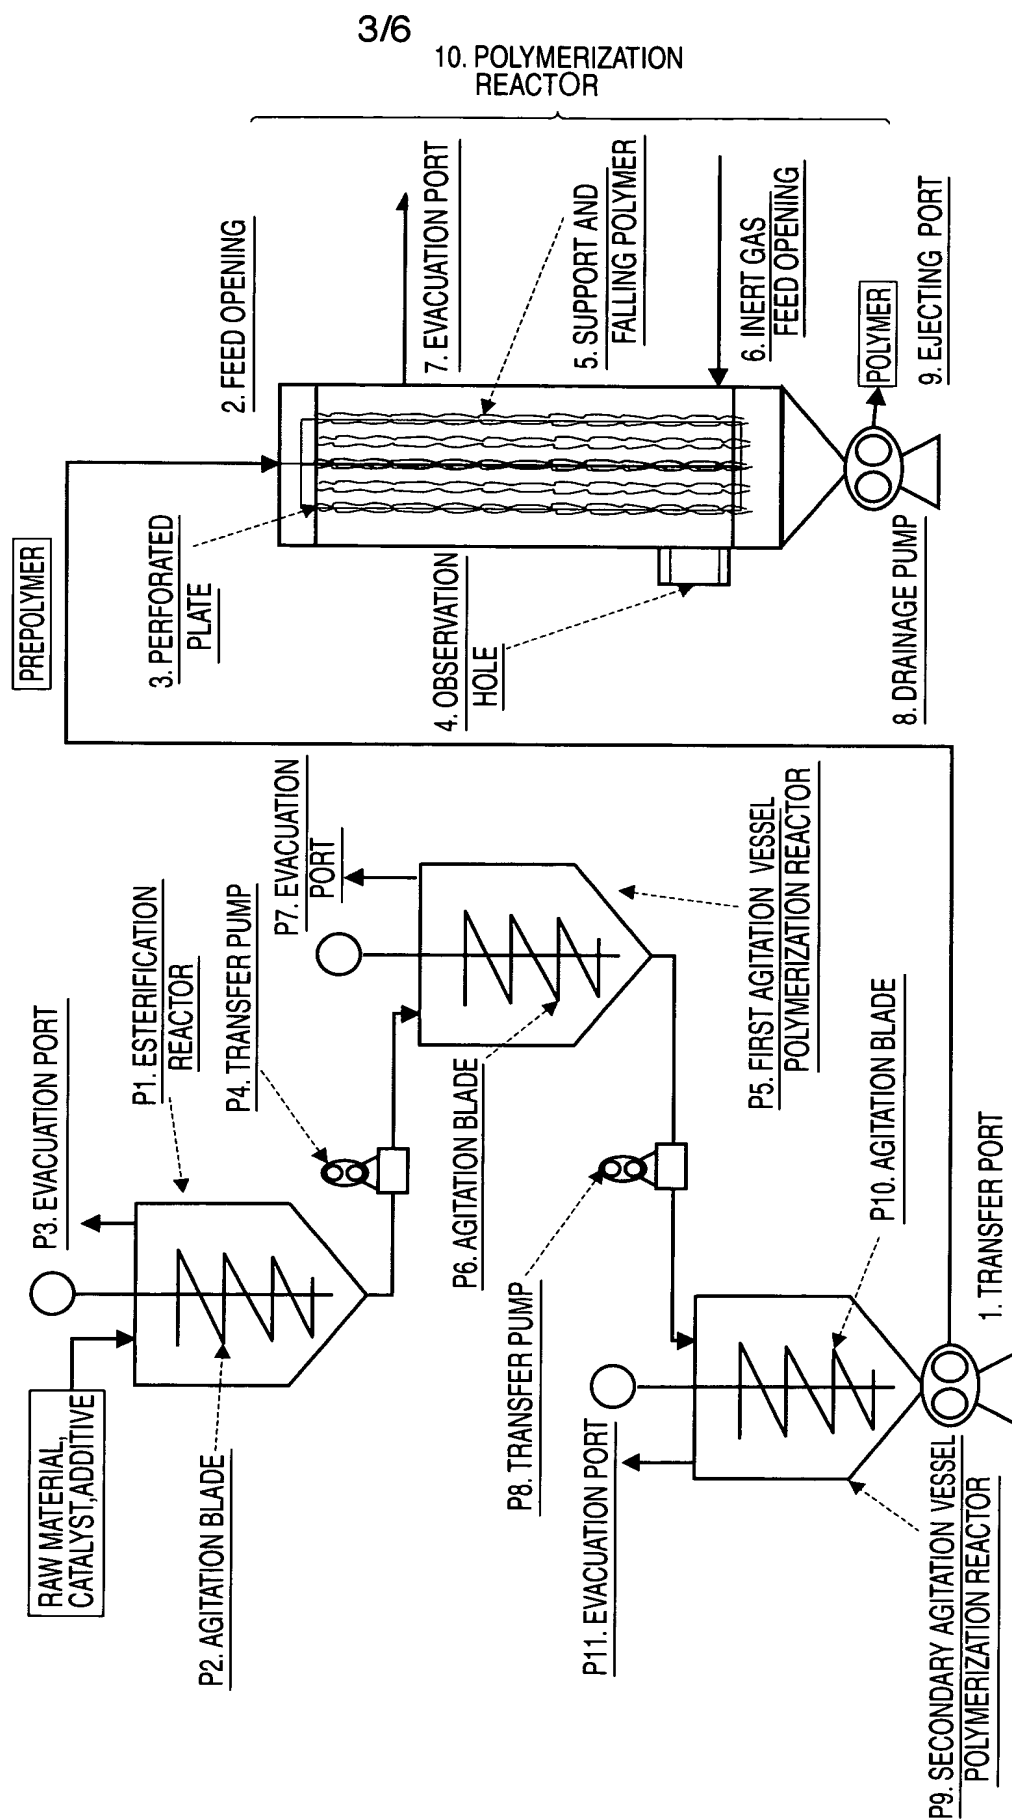 3/6
10. POLYMERIZATION
REACTOR
RAW MATERIAL,
CATALYST,ADDITIVE
P2. AGITATION BLADE
P3. EVACUATION PORT
P1. ESTERIFICATION
REACTOR
P4. TRANSFER PUMP
P7. EVACUATION
PORT
P6. AGITATION BLADE
P5. FIRST AGITATION VESSEL
POLYMERIZATION REACTOR
P8. TRANSFER PUMP
P11. EVACUATION PORT
P10. AGITATION BLADE
P9. SECONDARY AGITATION VESSEL
POLYMERIZATION REACTOR
1. TRANSFER PORT
PREPOLYMER
2. FEED OPENING
3. PERFORATED
PLATE
4. OBSERVATION
HOLE
7. EVACUATION PORT
5. SUPPORT AND
FALLING POLYMER
6. INERT GAS
FEED OPENING
POLYMER
9. EJECTING PORT
8. DRAINAGE PUMP